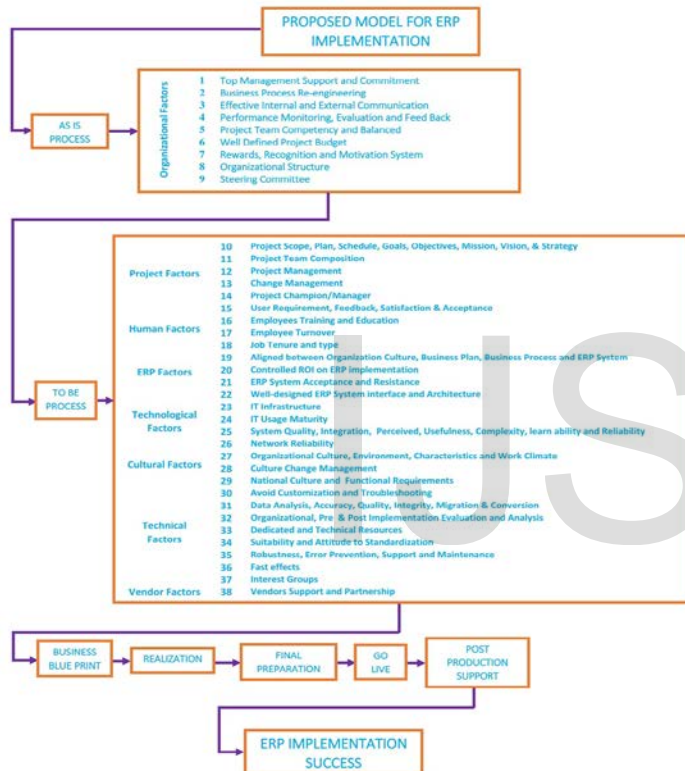 PROPOSED MODEL FOR ERP
IMPLEMENTATION
AS IS
PROCESS
Organizational Factors
1 Top Management Support and Commitment
2 Business Process Re-engineering
3 Effective Internal and External Communication
4 Performance Monitoring, Evaluation and Feed Back
5 Project Team Competency and Balanced
6 Well Defined Project Budget
7 Rewards, Recognition and Motivation System
8 Organizational Structure
9 Steering Committee
TO BE
PROCESS
10 Project Scope, Plan, Schedule, Goals, Objectives, Mission, Vision, & Strategy
11 Project Team Composition
Project Factors 12 Project Management
13 Change Management
14 Project Champion/Manager
15 User Requirement, Feedback, Satisfaction & Acceptance
Human Factors 16 Employees Training and Education
17 Employee Turnover
18 Job Tenure and type
19 Aligned between Organization Culture, Business Plan, Business Process and ERP System
ERP Factors 20 Controlled ROI on ERP implementation
21 ERP System Acceptance and Resistance
22 Well-designed ERP System interface and Architecture
Technological
Factors
23 IT Infrastructure
24 IT Usage Maturity
25 System Quality, Integration, Perceived, Usefulness, Complexity, learn ability and Reliability
26 Network Reliability
Cultural Factors 27 Organizational Culture, Environment, Characteristics and Work Climate
28 Culture Change Management
29 National Culture and Functional Requirements
30 Avoid Customization and Troubleshooting
31 Data Analysis, Accuracy, Quality, Integrity, Migration & Conversion
Technical
Factors
32 Organizational, Pre & Post Implementation Evaluation and Analysis
33 Dedicated and Technical Resources
34 Suitability and Attitude to Standardization
35 Robustness, Error Prevention, Support and Maintenance
36 Fast effects
37 Interest Groups
Vendor Factors 38 Vendors Support and Partnership
IJS
BUSINESS
BLUE PRINT
REALIZATION
FINAL
PREPARATION
GO
LIVE
POST
PRODUCTION
SUPPORT
ERP IMPLEMENTATION
SUCCESS